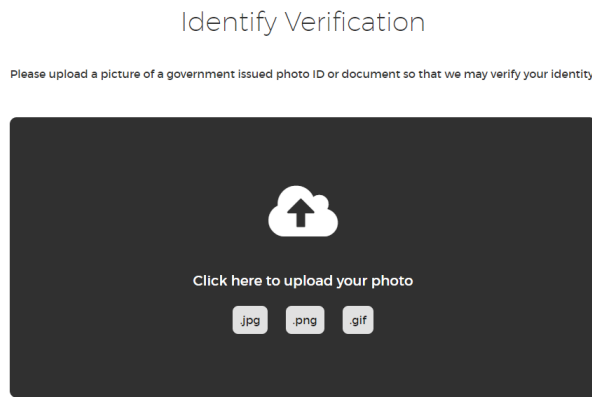 Identify Verification
Please upload a picture of a government issued photo ID or document so that we may verify your identity
Click here to upload your photo
.jpg .png .gif